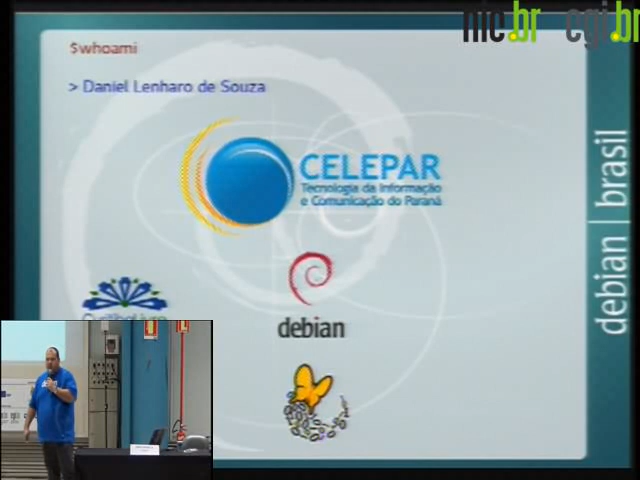 nic.br cgi.br
$whoami
> Daniel Lenharo de Souza
CELEPAR
Tecnologia da Informação
e Comunicação do Paraná
debian
debian | brasil